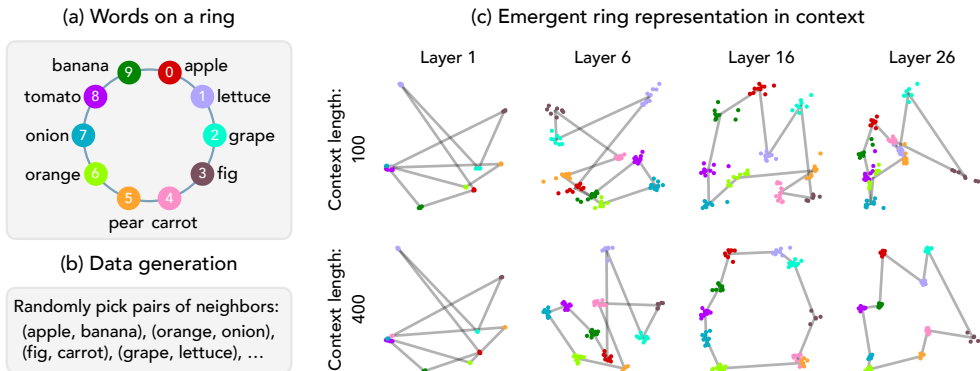 (a) Words on a ring
banana 9 0 apple
tomato 8 1 lettuce
onion 7 2 grape
orange 6 3 fig
5 4
pear carrot
(b) Data generation
Randomly pick pairs of neighbors:
(apple, banana), (orange, onion),
(fig, carrot), (grape, lettuce), ...
(c) Emergent ring representation in context
Layer 1 Layer 6 Layer 16 Layer 26
Context length:
100
Context length:
400